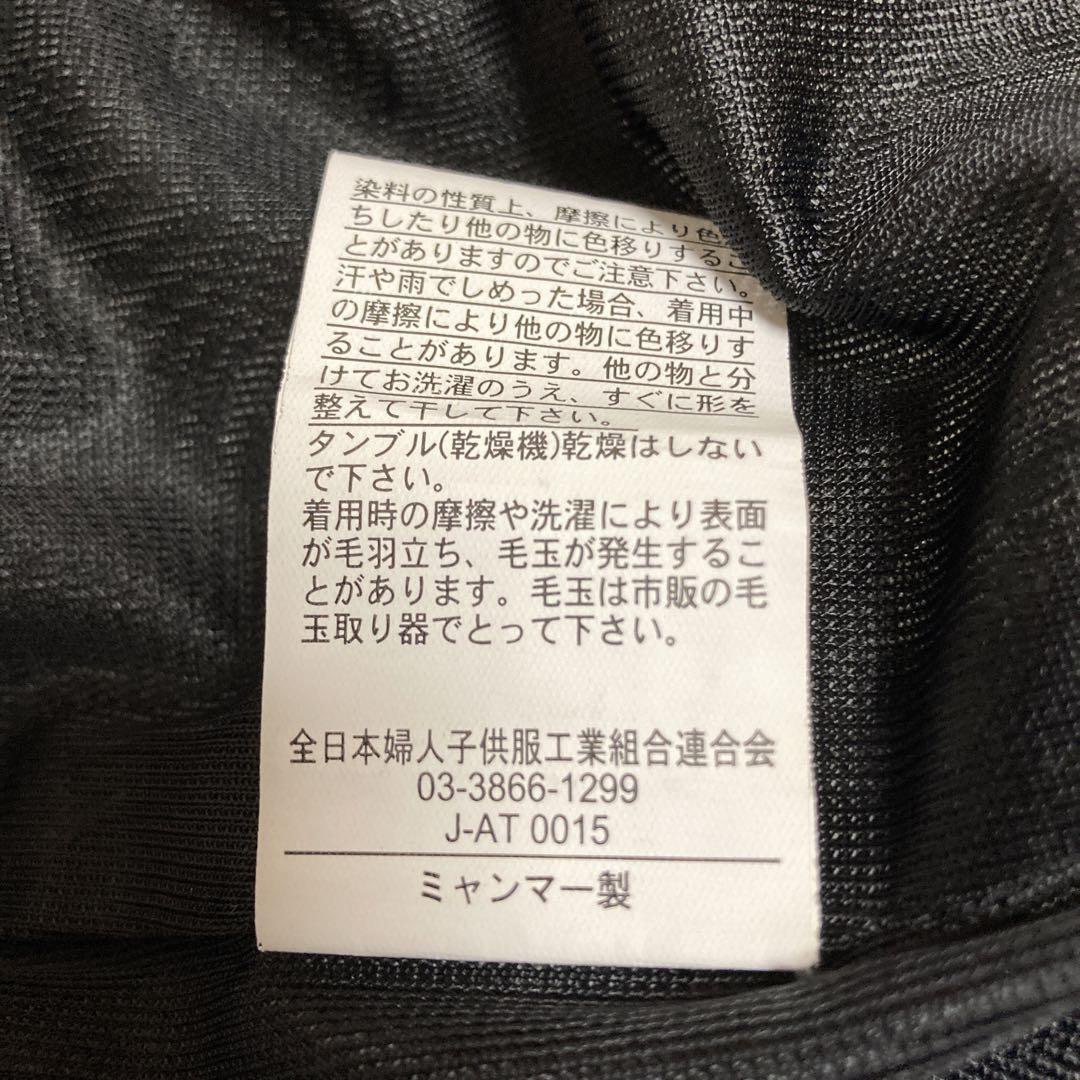 染料の性質上、摩擦により色
ちしたり他の物に色移りするこ
とがありますのでご注意下さい。
汗や雨でしめった場合、着用中
の摩擦により他の物に色移りす
ることがあります。他の物と分
けてお洗濯のうえ、すぐに形を
整えて干して下さい。
タンブル(乾燥機)乾燥はしない
で下さい。
着用時の摩擦や洗濯により表面
が毛羽立ち、毛玉が発生するこ
とがあります。毛玉は市販の毛
玉取り器でとって下さい。
全日本婦人子供服工業組合連合会
03-3866-1299
J-AT 0015
ミャンマー製